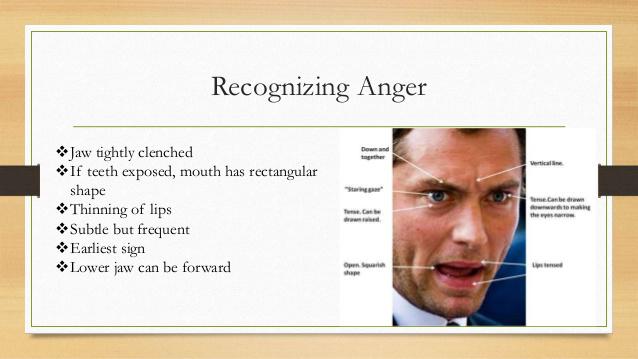 Recognizing Anger
❖Jaw tightly clenched
❖If teeth exposed, mouth has rectangular
shape
❖Thinning of lips
❖Subtle but frequent
❖Earliest sign
❖Lower jaw can be forward
Down and
together
"Staring gaze"
Tense. Can be
drawn raised.
Open. Squarish
shape
Vertical line.
Tense.Can be drawn
downwards to making
the eyes narrow.
Lips tensed